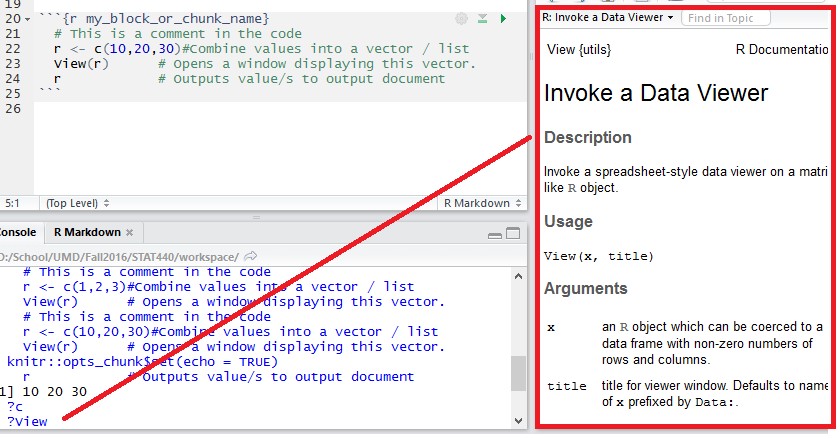 19
20 ```{r my_block_or_chunk_name}
21 # This is a comment in the code
22 r <- c(10,20,30)#Combine values into a vector / list
23 View(r) # Opens a window displaying this vector.
24 r # Outputs value/s to output document
25 ```
26
5:1 (Top Level) R Markdown
Console R Markdown ×
D:/School/UMD/Fall2016/STAT440/workspace/
# This is a comment in the code
r <- c(1,2,3)#Combine values into a vector / list
View(r) # Opens a window displaying this vector.
# This is a comment in the code
r <- c(10,20,30)#Combine values into a vector / list
View(r) # Opens a window displaying this vector.
knitr::opts_chunk$set(echo = TRUE)
r # Outputs value/s to output document
1] 10 20 30
?c
?View
R: Invoke a Data Viewer Find in Topic
View {utils} R Documentatio
Invoke a Data Viewer
Description
Invoke a spreadsheet-style data viewer on a matri
like R object.
Usage
View(x, title)
Arguments
x an R object which can be coerced to a
data frame with non-zero numbers of
rows and columns.
title title for viewer window. Defaults to name
of x prefixed by Data:.